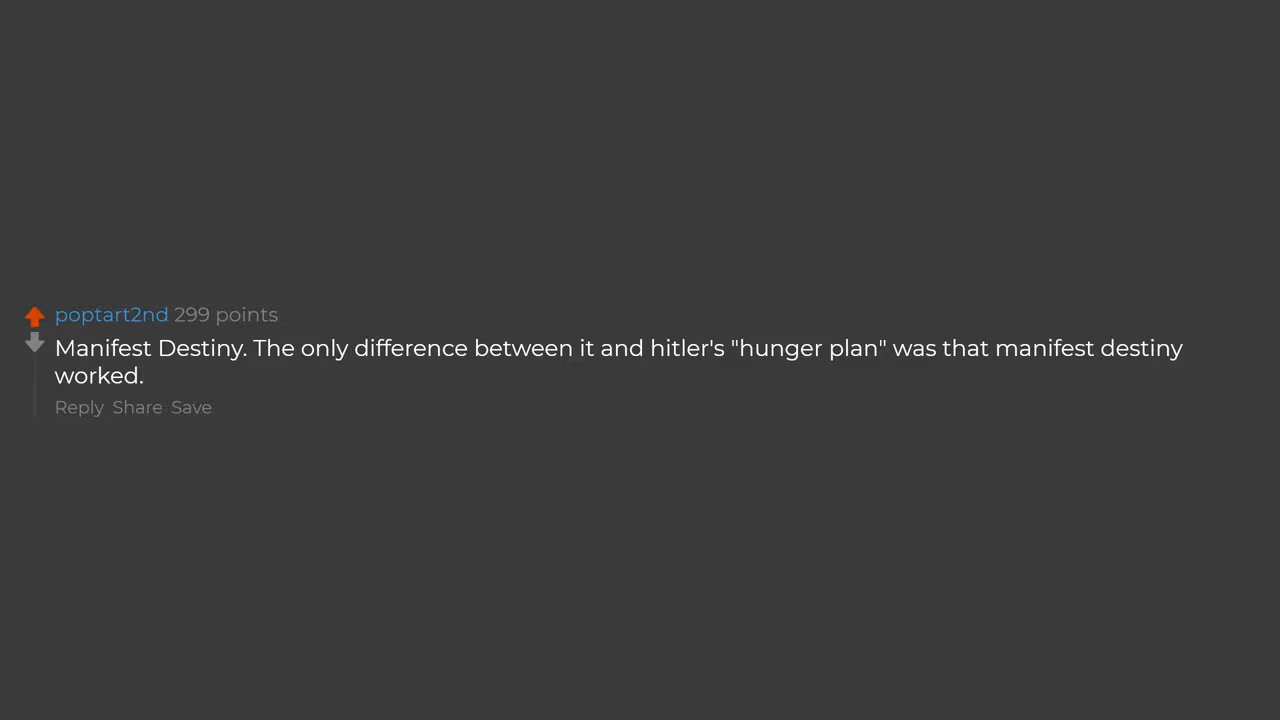 poptart2nd 299 points
Manifest Destiny. The only difference between it and hitler's "hunger plan" was that manifest destiny
worked.
Reply Share Save